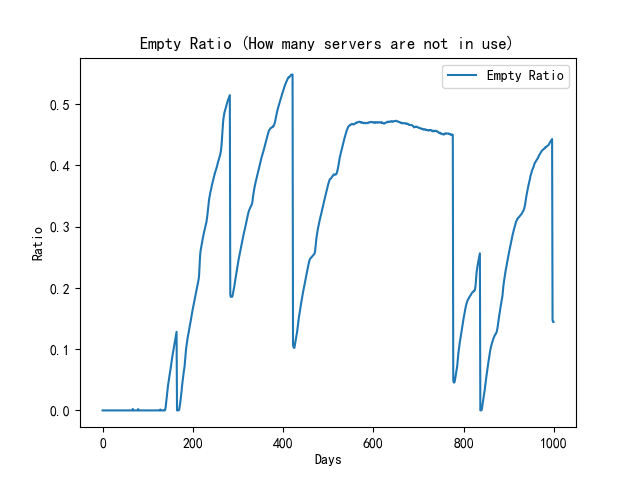 Empty Ratio (How many servers are not in use)
Empty Ratio
0.5
0.4
0.3
0.2
0.1
0.0
Ratio
0 200 400 600 800 1000
Days